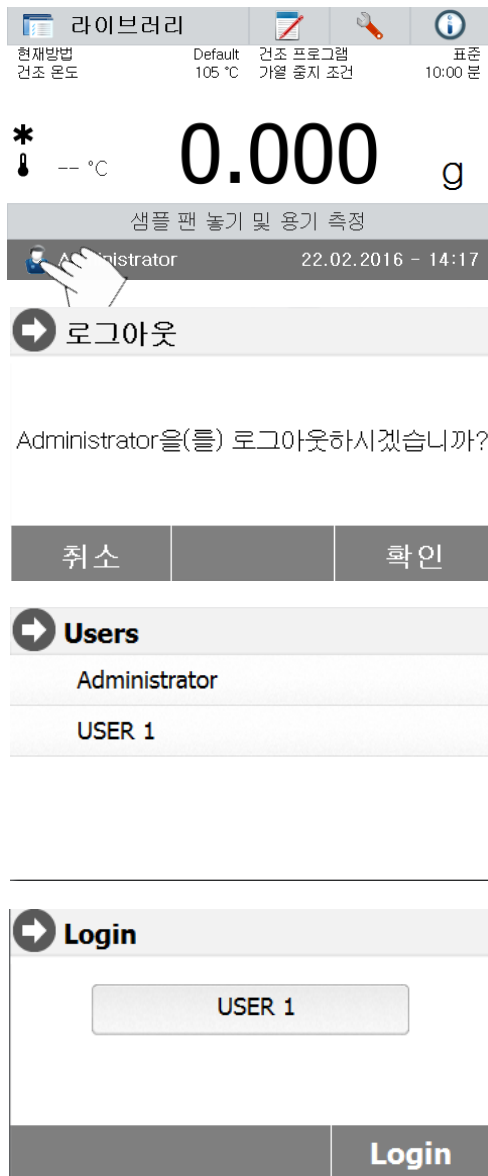 라이브러리
현재방법 Default 건조 프로그램 표준
건조 온도 105 °C 가열 중지 조건 10:00 분
-- °C 0.000 g
샘플 팬 놓기 및 용기 측정
Administrator 22.02.2016 - 14:17
로그아웃
Administrator을(를) 로그아웃하시겠습니까?
취소 확인
Users
Administrator
USER 1
Login
USER 1
Login